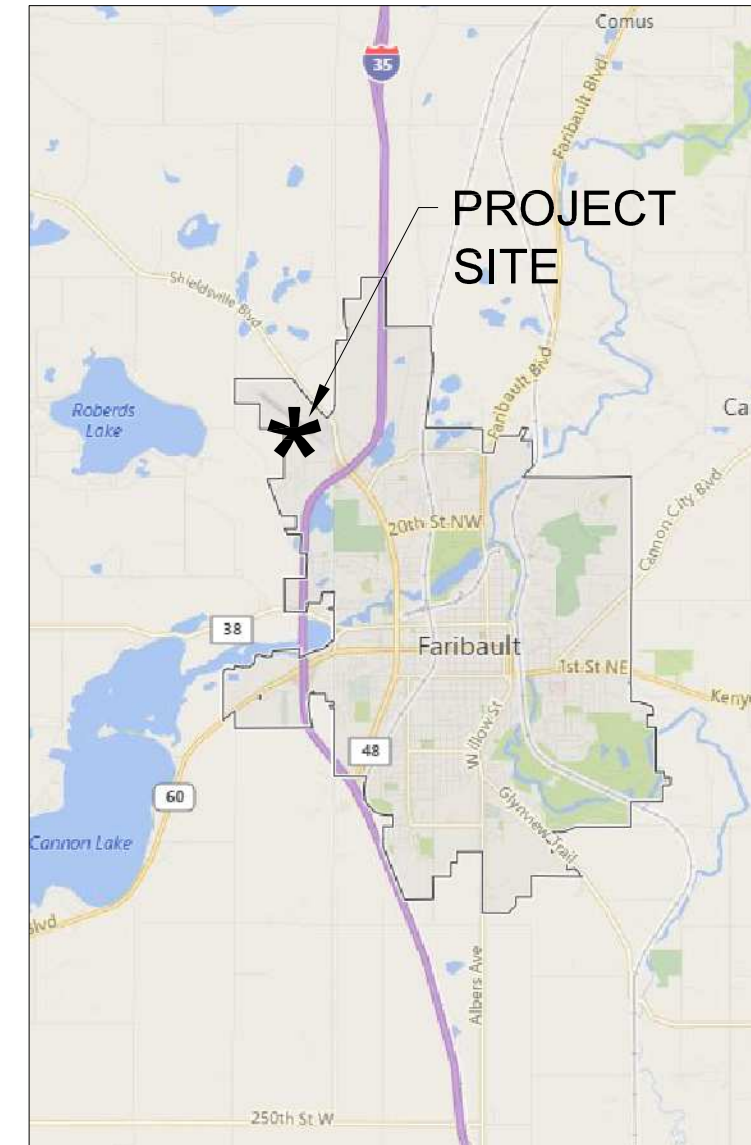 Comus
35
Faribault Blvd
PROJECT
SITE
Shieldsville Blvd
Faribault Blvd
Roberds
Lake
Ca
Cannon City Blvd
20th St NW
38
Faribault
1st St NE
Keny
Willow St
48
60
Glynview Trail
Cannon Lake
Blvd
Albers Ave
250th St W